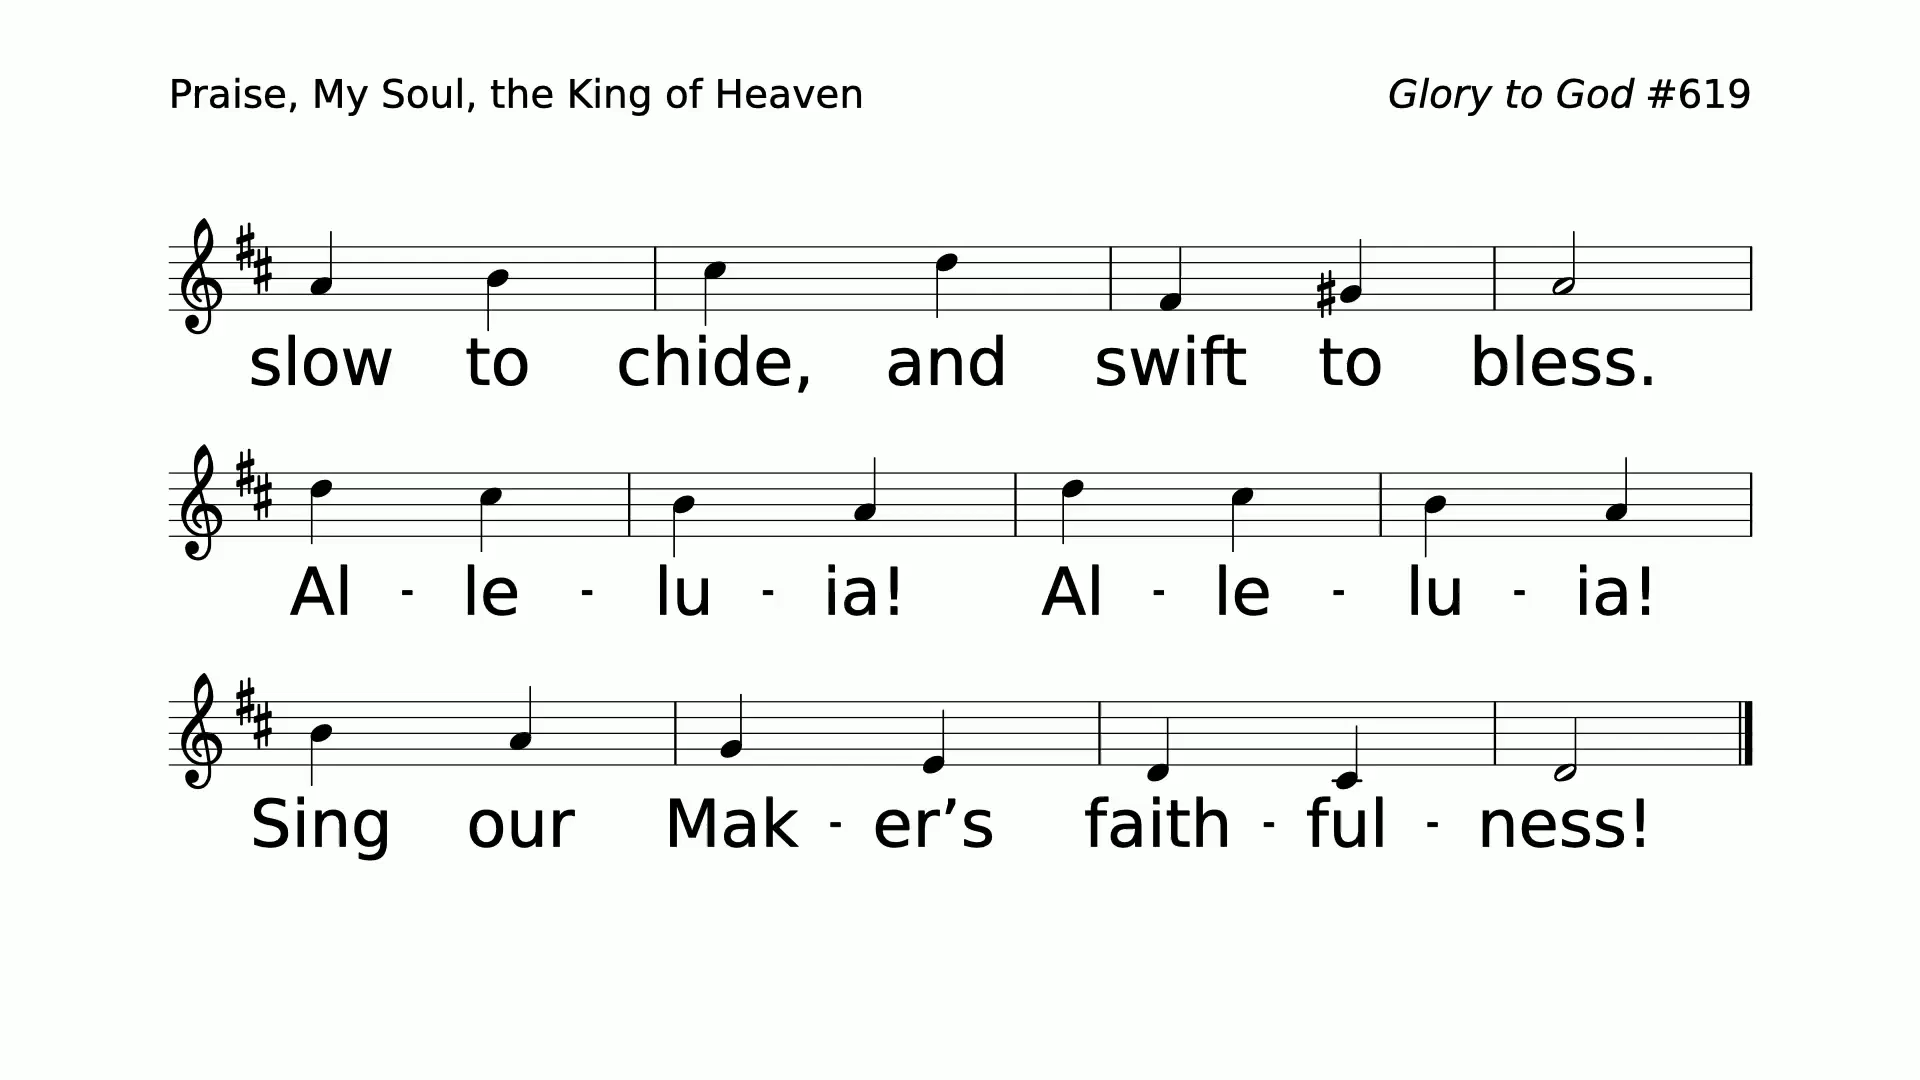 Praise, My Soul, the King of Heaven
Glory to God #619
slow to chide, and swift to bless.
Al - le - lu - ia! Al - le - lu - ia!
Sing our Mak - er’s faith - ful - ness!